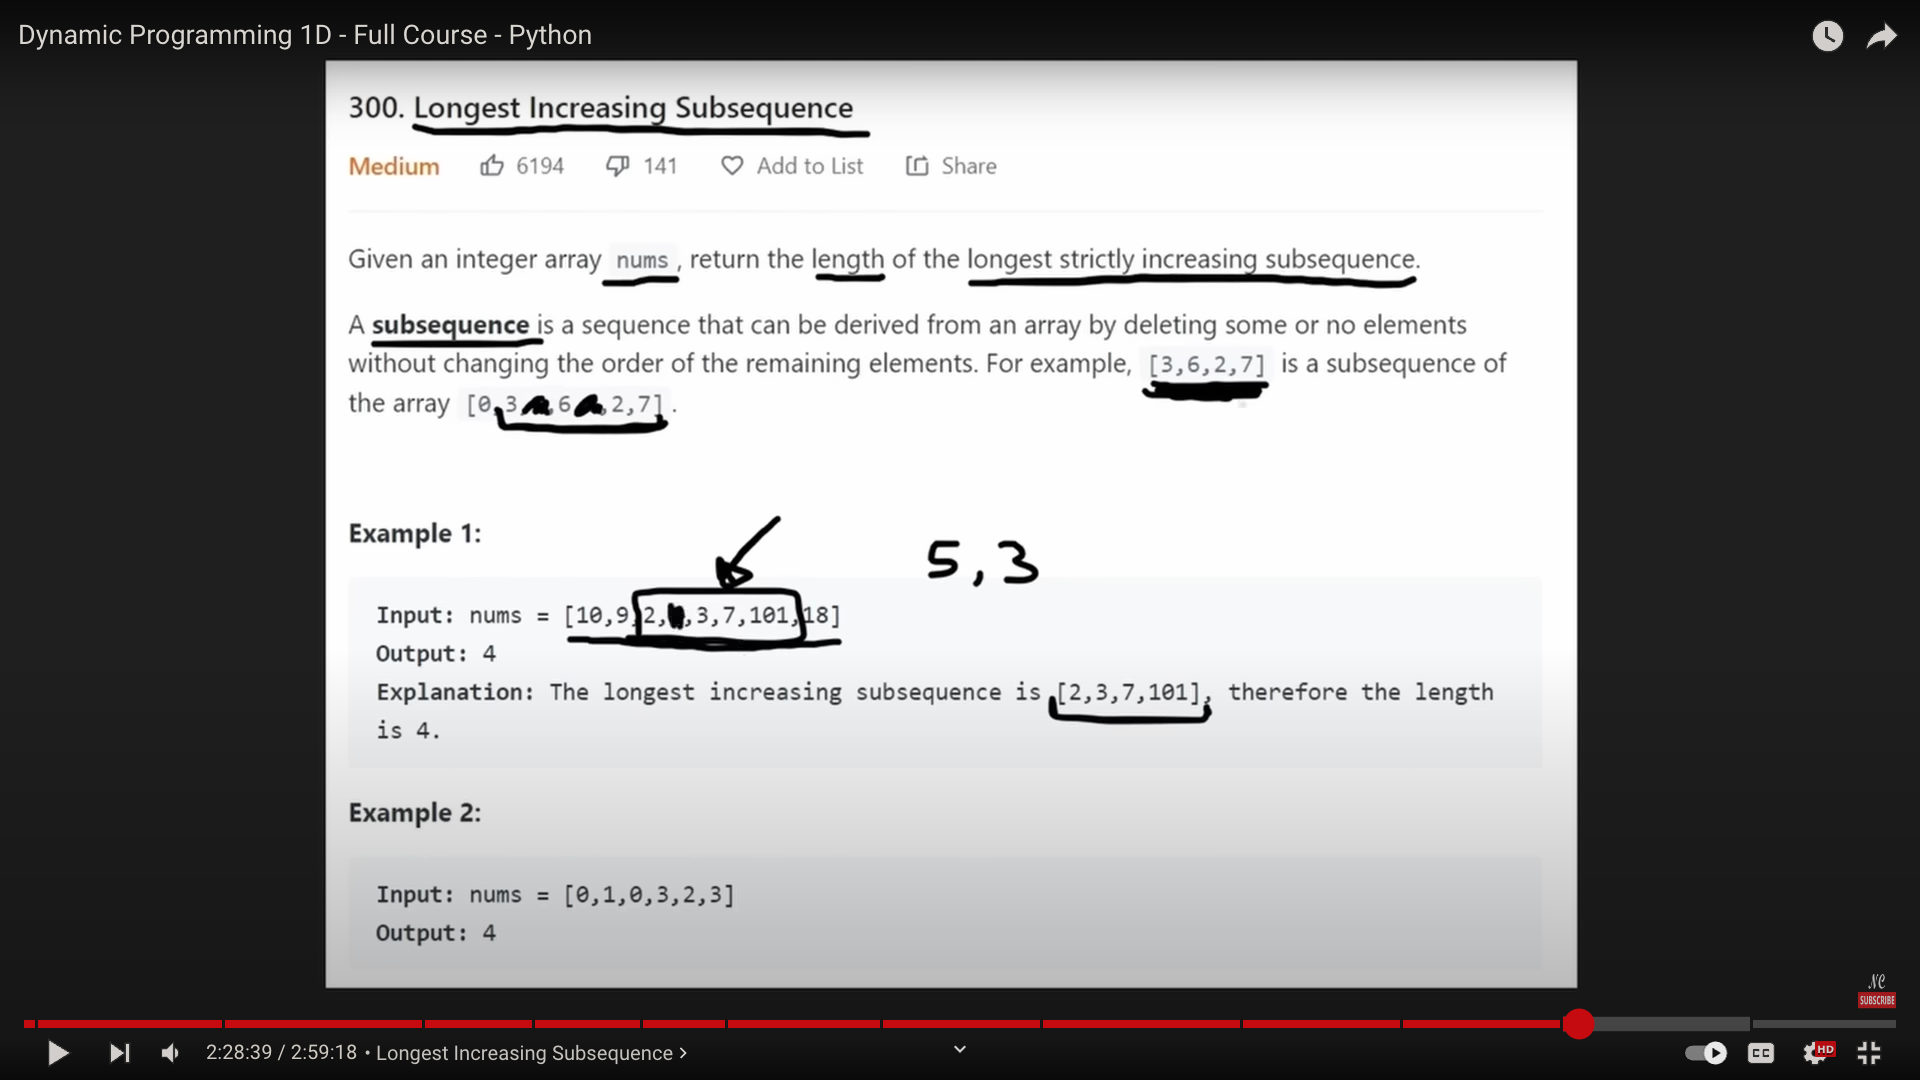 Dynamic Programming 1D - Full Course - Python
300. Longest Increasing Subsequence
Medium 6194 141 Add to List Share
Given an integer array nums, return the length of the longest strictly increasing subsequence.
A subsequence is a sequence that can be derived from an array by deleting some or no elements
without changing the order of the remaining elements. For example, [3,6,2,7] is a subsequence of
the array [0,3, ,6, ,2,7].
Example 1:
5,3
Input: nums = [10,9,2, ,3,7,101,18]
Output: 4
Explanation: The longest increasing subsequence is [2,3,7,101], therefore the length
is 4.
Example 2:
Input: nums = [0,1,0,3,2,3]
Output: 4
NC
SUBSCRIBE
2:28:39 / 2:59:18 • Longest Increasing Subsequence >
CC
HD